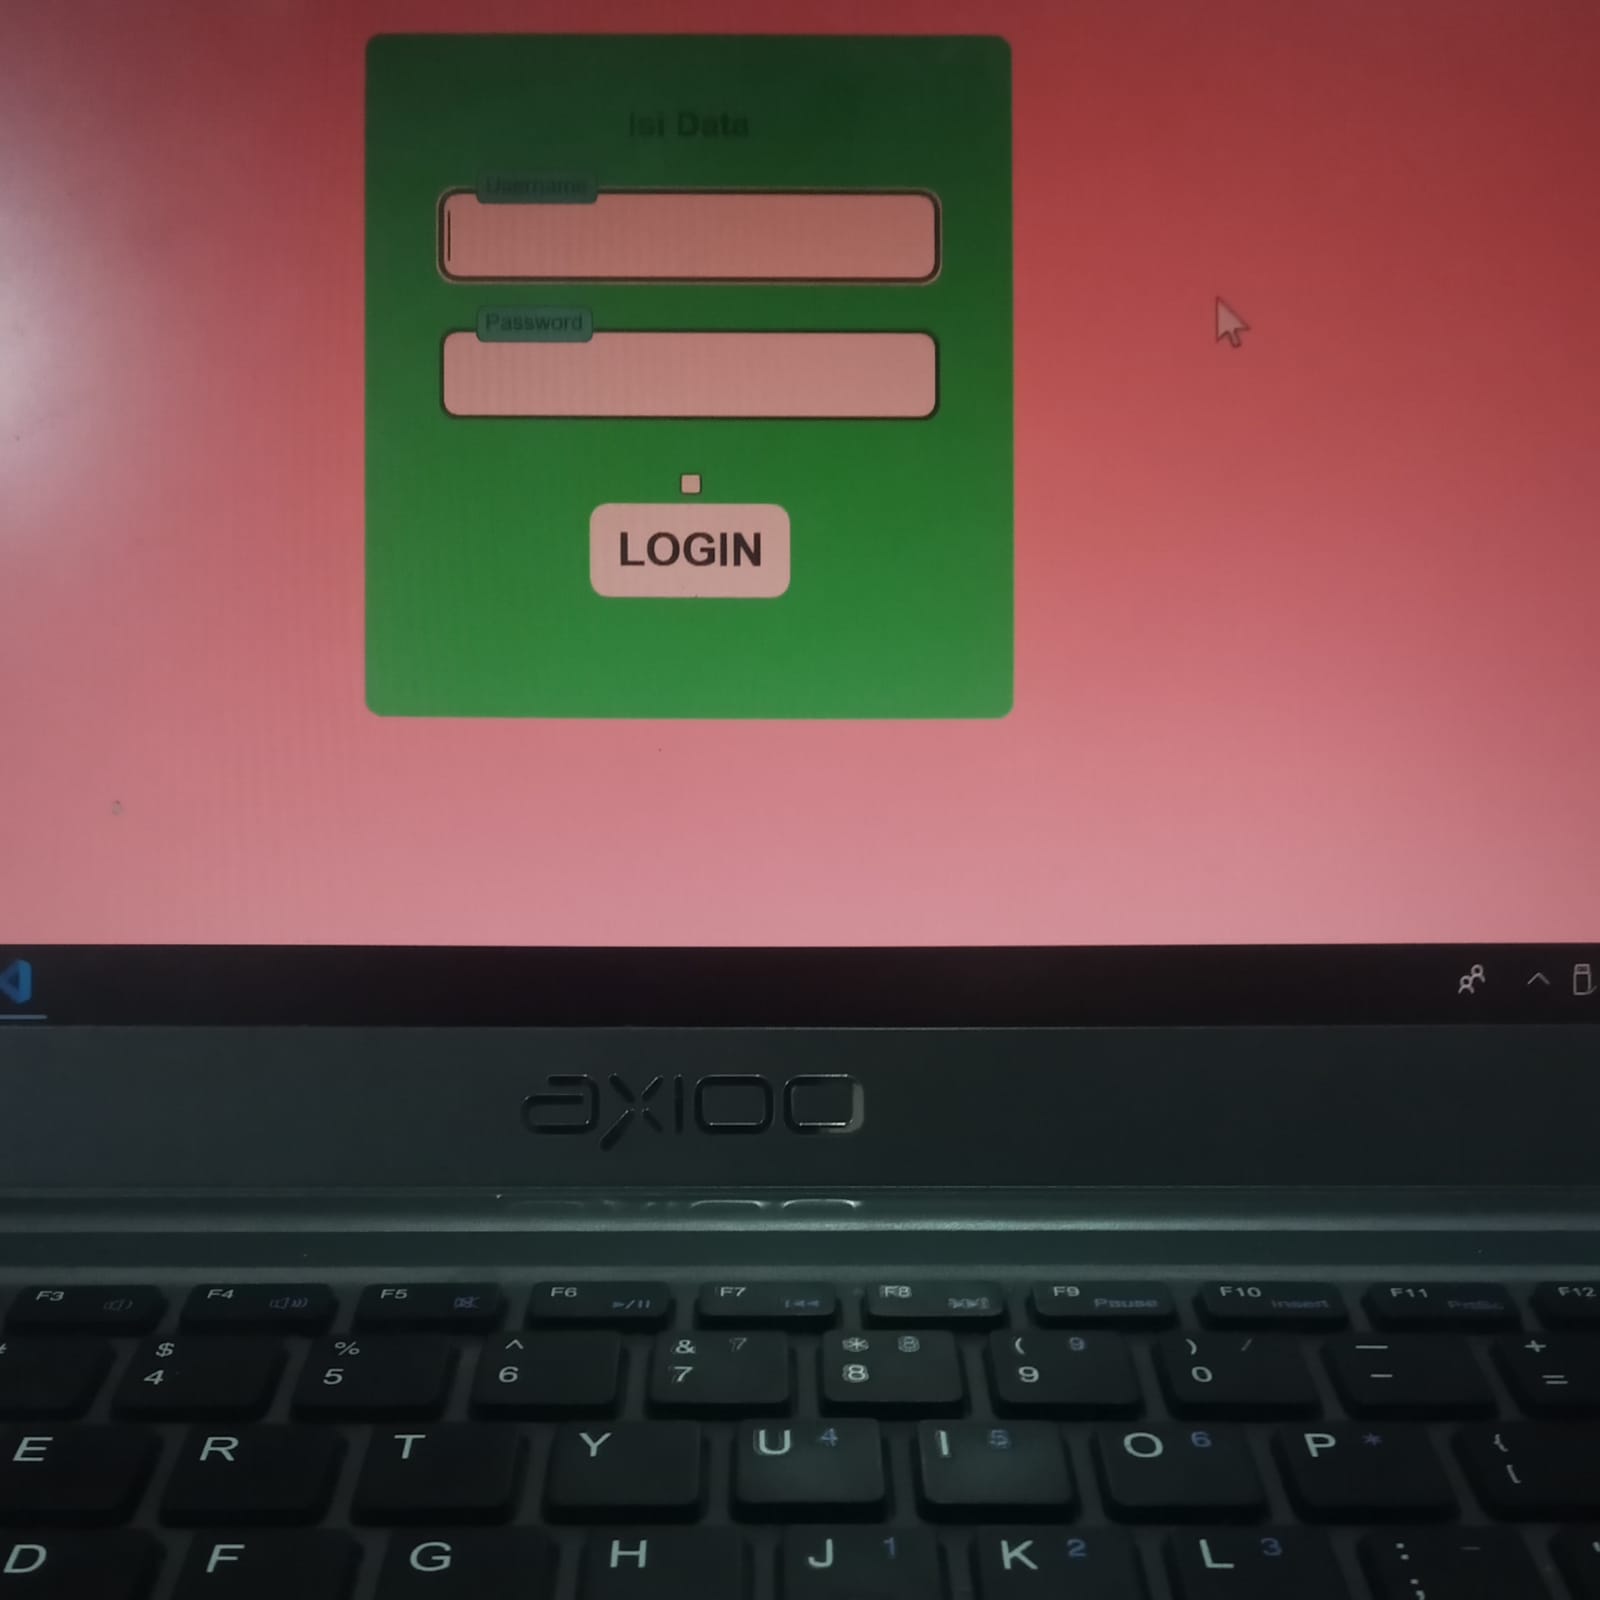 Isi Data
Username
Password
LOGIN
axioo
F3 F4 F5 F6 F7 F8 F9 Pause F10 Insert F11 F12
$ % ^ & 7 * 8 ( 9 ) / — +
4 5 6 7 8 9 0 - =
E R T Y U 4 I 5 O 6 P * {
[
D F G H J 1 K 2 L 3 : -
;